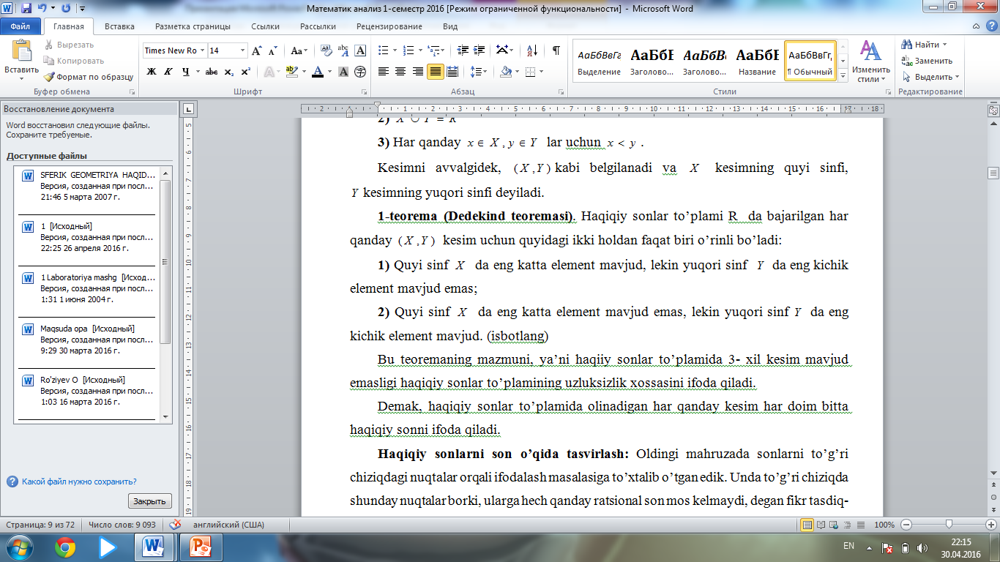 Математик анализ 1-семестр 2016 [Режим ограниченной функциональности] - Microsoft Word
Файл Главная Вставка Разметка страницы Ссылки Рассылки Рецензирование Вид
Вставить
Вырезать
Копировать
Формат по образцу
Буфер обмена
Times New Ro 14
Шрифт
Абзац
АаБбВвГг АаБбЕ АаБбВı АаБбВ АаБбВвГг,
Выделение Заголово... Заголово... Название ¶ Обычный
Стили
Изменить стили
Найти
Заменить
Выделить
Редактирование
Восстановление документа
Word восстановил следующие файлы.
Сохраните требуемые.
Доступные файлы
SFERIK GEOMETRIYA HAQID...
Версия, созданная при посл...
21:46 5 марта 2007 г.
1 [Исходный]
Версия, созданная при посл...
22:25 26 апреля 2016 г.
1 Laboratoriya mashg [Исход...
Версия, созданная при посл...
1:31 1 июня 2004 г.
Maqsuda opa [Исходный]
Версия, созданная при посл...
9:29 30 марта 2016 г.
Ro'ziyev O [Исходный]
Версия, созданная при посл...
1:03 16 марта 2016 г.
Какой файл нужно сохранить?
Закрыть
2) X ∪ Y = R
3) Har qanday x ∈ X , y ∈ Y lar uchun x < y .
Kesimni avvalgidek, (X ,Y) kabi belgilanadi va X kesimning quyi sinfi,
Y kesimning yuqori sinfi deyiladi.
1-teorema (Dedekind teoremasi). Haqiqiy sonlar to’plami R da bajarilgan har
qanday (X ,Y) kesim uchun quyidagi ikki holdan faqat biri o’rinli bo’ladi:
1) Quyi sinf X da eng katta element mavjud, lekin yuqori sinf Y da eng kichik
element mavjud emas;
2) Quyi sinf X da eng katta element mavjud emas, lekin yuqori sinf Y da eng
kichik element mavjud. (isbotlang)
Bu teoremaning mazmuni, ya’ni haqiiy sonlar to’plamida 3- xil kesim mavjud
emasligi haqiqiy sonlar to’plamining uzluksizlik xossasini ifoda qiladi.
Demak, haqiqiy sonlar to’plamida olinadigan har qanday kesim har doim bitta
haqiqiy sonni ifoda qiladi.
Haqiqiy sonlarni son o’qida tasvirlash: Oldingi mahruzada sonlarni to’g’ri
chiziqdagi nuqtalar orqali ifodalash masalasiga to’xtalib o’tgan edik. Unda to’g’ri chiziqda
shunday nuqtalar borki, ularga hech qanday ratsional son mos kelmaydi, degan fikr tasdiq-
Страница: 9 из 72 Число слов: 9 093 английский (США) 100%
EN 22:15
30.04.2016